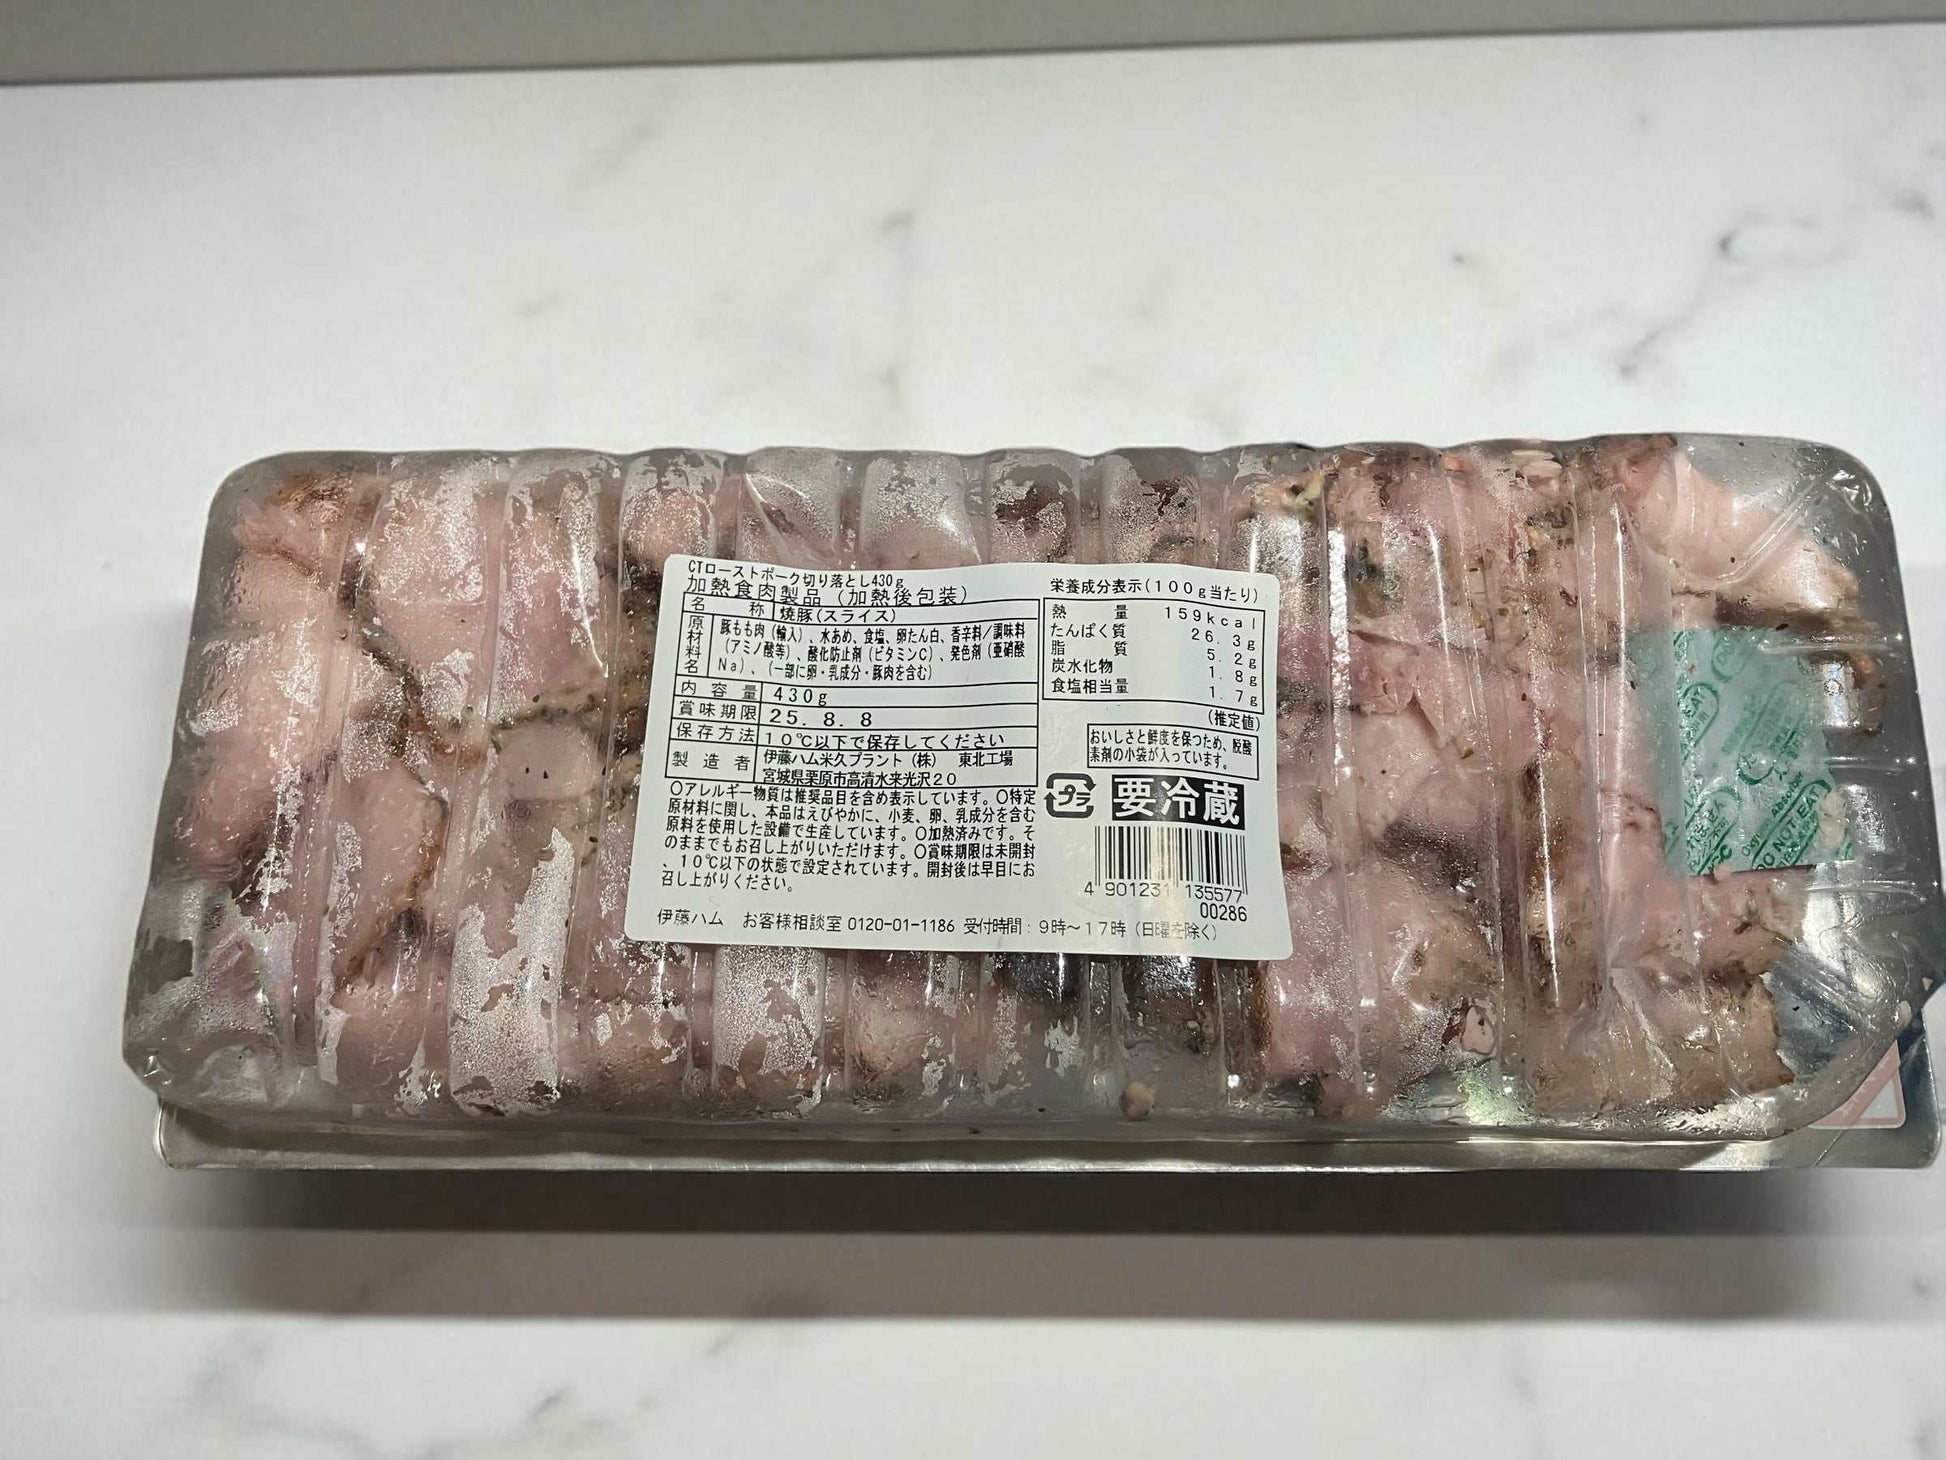 CTローストポーク切り落とし430g
加熱食肉製品（加熱後包装）
名称 焼豚(スライス)
原材料名 豚もも肉（輸入）、水あめ、食塩、卵たん白、香辛料／調味料
（アミノ酸等）、酸化防止剤（ビタミンC）、発色剤（亜硝酸
Na）、（一部に卵・乳成分・豚肉を含む）
内容量 430g
賞味期限 25. 8. 8
保存方法 10℃以下で保存してください
製造者 伊藤ハム米久プラント（株） 東北工場
宮城県栗原市高清水来光沢20
〇アレルギー物質は推奨品目を含め表示しています。〇特定
原材料に関し、本品はえびやかに、小麦、卵、乳成分を含む
原料を使用した設備で生産しています。〇加熱済みです。そ
のままでもお召し上がりいただけます。〇賞味期限は未開封
、10℃以下の状態で設定されています。開封後は早目にお
召し上がりください。
伊藤ハム お客様相談室 0120-01-1186 受付時間：9時～17時（日曜を除く）
栄養成分表示(100g当たり)
熱量 159kcal
たんぱく質 26.3g
脂質 5.2g
炭水化物 1.8g
食塩相当量 1.7g
(推定値)
おいしさと鮮度を保つため、脱酸
素剤の小袋が入っています。
プラ
要冷蔵
4 901231 135577
00286
Absorber
DO NOT EAT